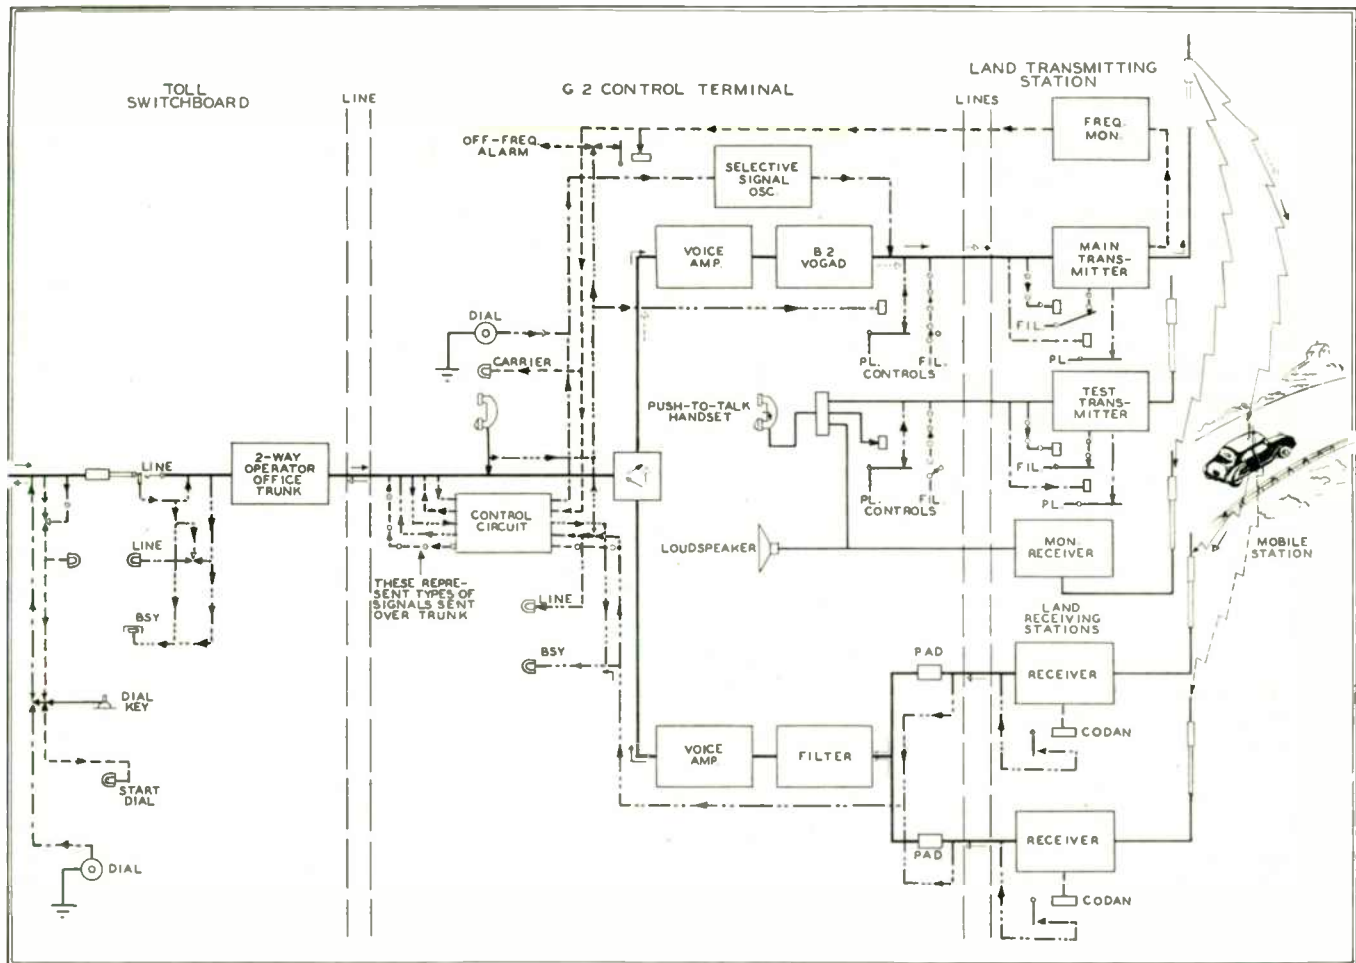 TOLL
SWITCHBOARD
LINE
G 2 CONTROL TERMINAL
LAND TRANSMITTING
STATION
LINES
OFF-FREQ.
ALARM
FREQ.
MON.
SELECTIVE
SIGNAL
OSC.
VOICE
AMP.
B 2
VOGAD
MAIN
TRANS-
MITTER
DIAL
CARRIER
FIL.
PL.
PL. FIL.
CONTROLS
PUSH-TO-TALK
HANDSET
TEST
TRANS-
MITTER
FIL.
PL.
PL. FIL.
CONTROLS
LINE
2-WAY
OPERATOR
OFFICE
TRUNK
CONTROL
CIRCUIT
LOUDSPEAKER
MON.
RECEIVER
MOBILE
STATION
LINE
THESE REPRE-
SENT TYPES OF
SIGNALS SENT
OVER TRUNK
LINE
BSY
BSY
LAND
RECEIVING
STATIONS
PAD
RECEIVER
CODAN
DIAL
KEY
VOICE
AMP.
FILTER
START
DIAL
PAD
RECEIVER
CODAN
DIAL